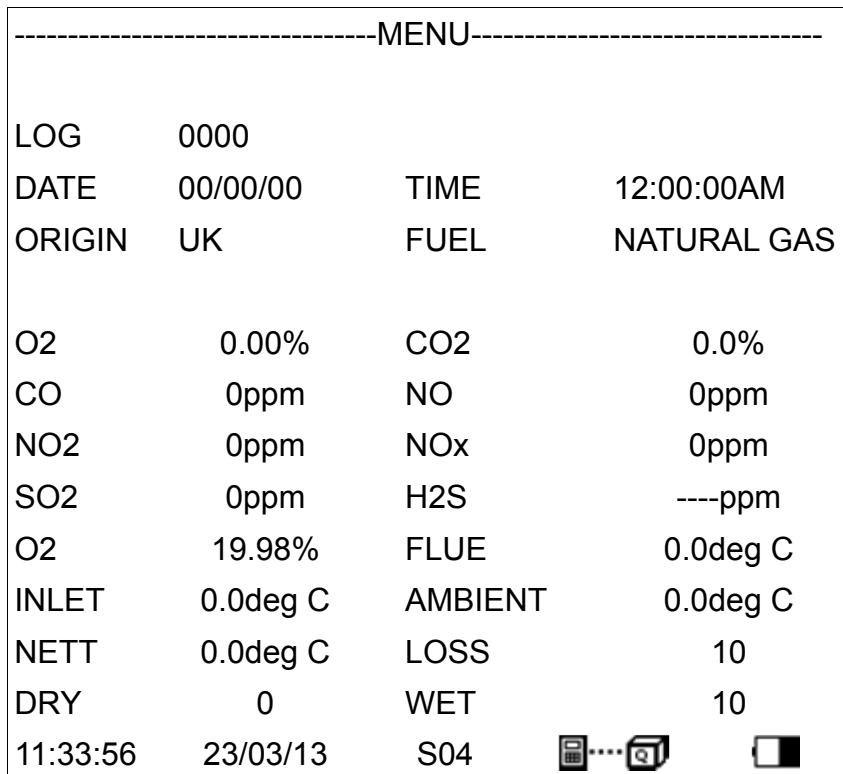 ----------------------------------MENU---------------------------------
LOG 0000
DATE 00/00/00 TIME 12:00:00AM
ORIGIN UK FUEL NATURAL GAS
O2 0.00% CO2 0.0%
CO 0ppm NO 0ppm
NO2 0ppm NOx 0ppm
SO2 0ppm H2S ----ppm
O2 19.98% FLUE 0.0deg C
INLET 0.0deg C AMBIENT 0.0deg C
NETT 0.0deg C LOSS 10
DRY 0 WET 10
11:33:56 23/03/13 S04 Q